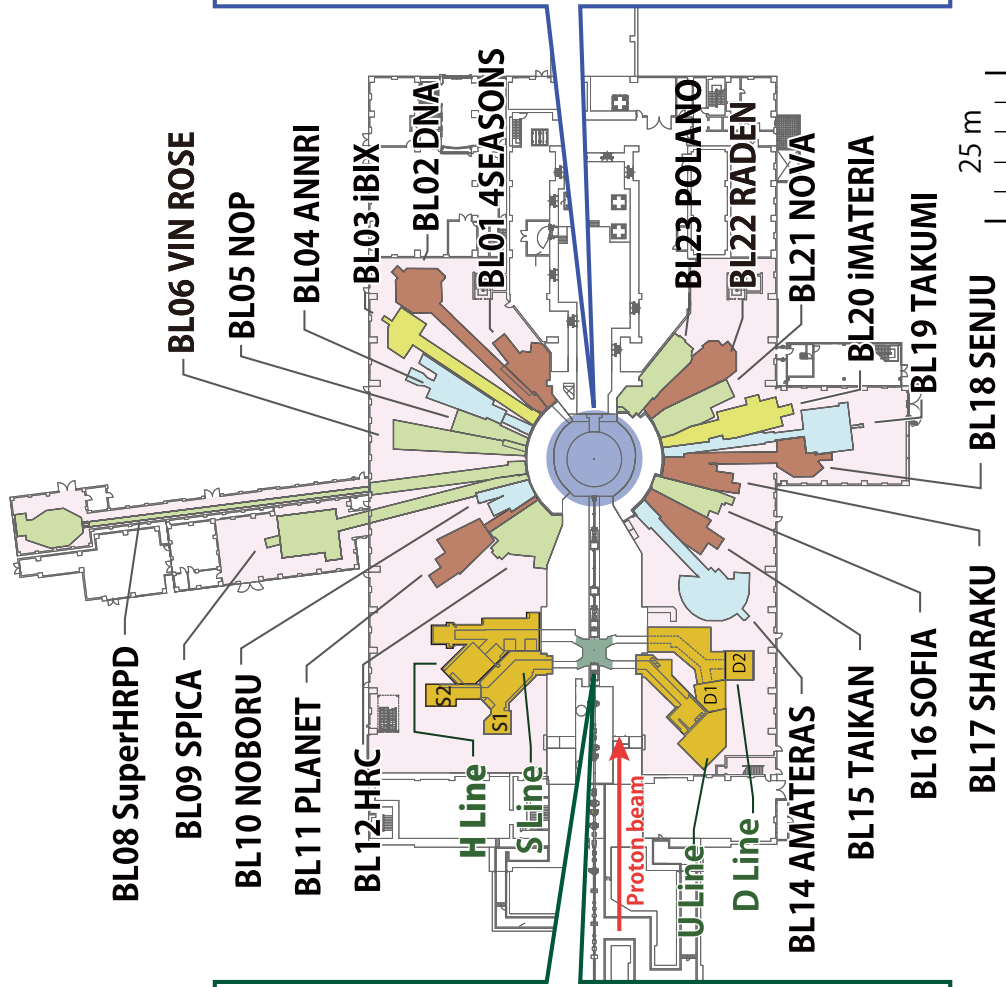 BL06 VIN ROSE
BL05 NOP
BL04 ANNRI
BL03 iBIX
BL02 DNA
BL01 4SEASONS
BL23 POLANO
BL22 RADEN
BL21 NOVA
BL20 iMATERIA
BL19 TAKUMI
BL18 SENJU
25 m
BL08 SuperHRPD
BL09 SPICA
BL10 NOBORU
BL11 PLANET
BL12 HRC
H Line
S Line
S2
S1
Proton beam
D1
D2
U Line
D Line
BL14 AMATERAS
BL15 TAIKAN
BL16 SOFIA
BL17 SHARAKU